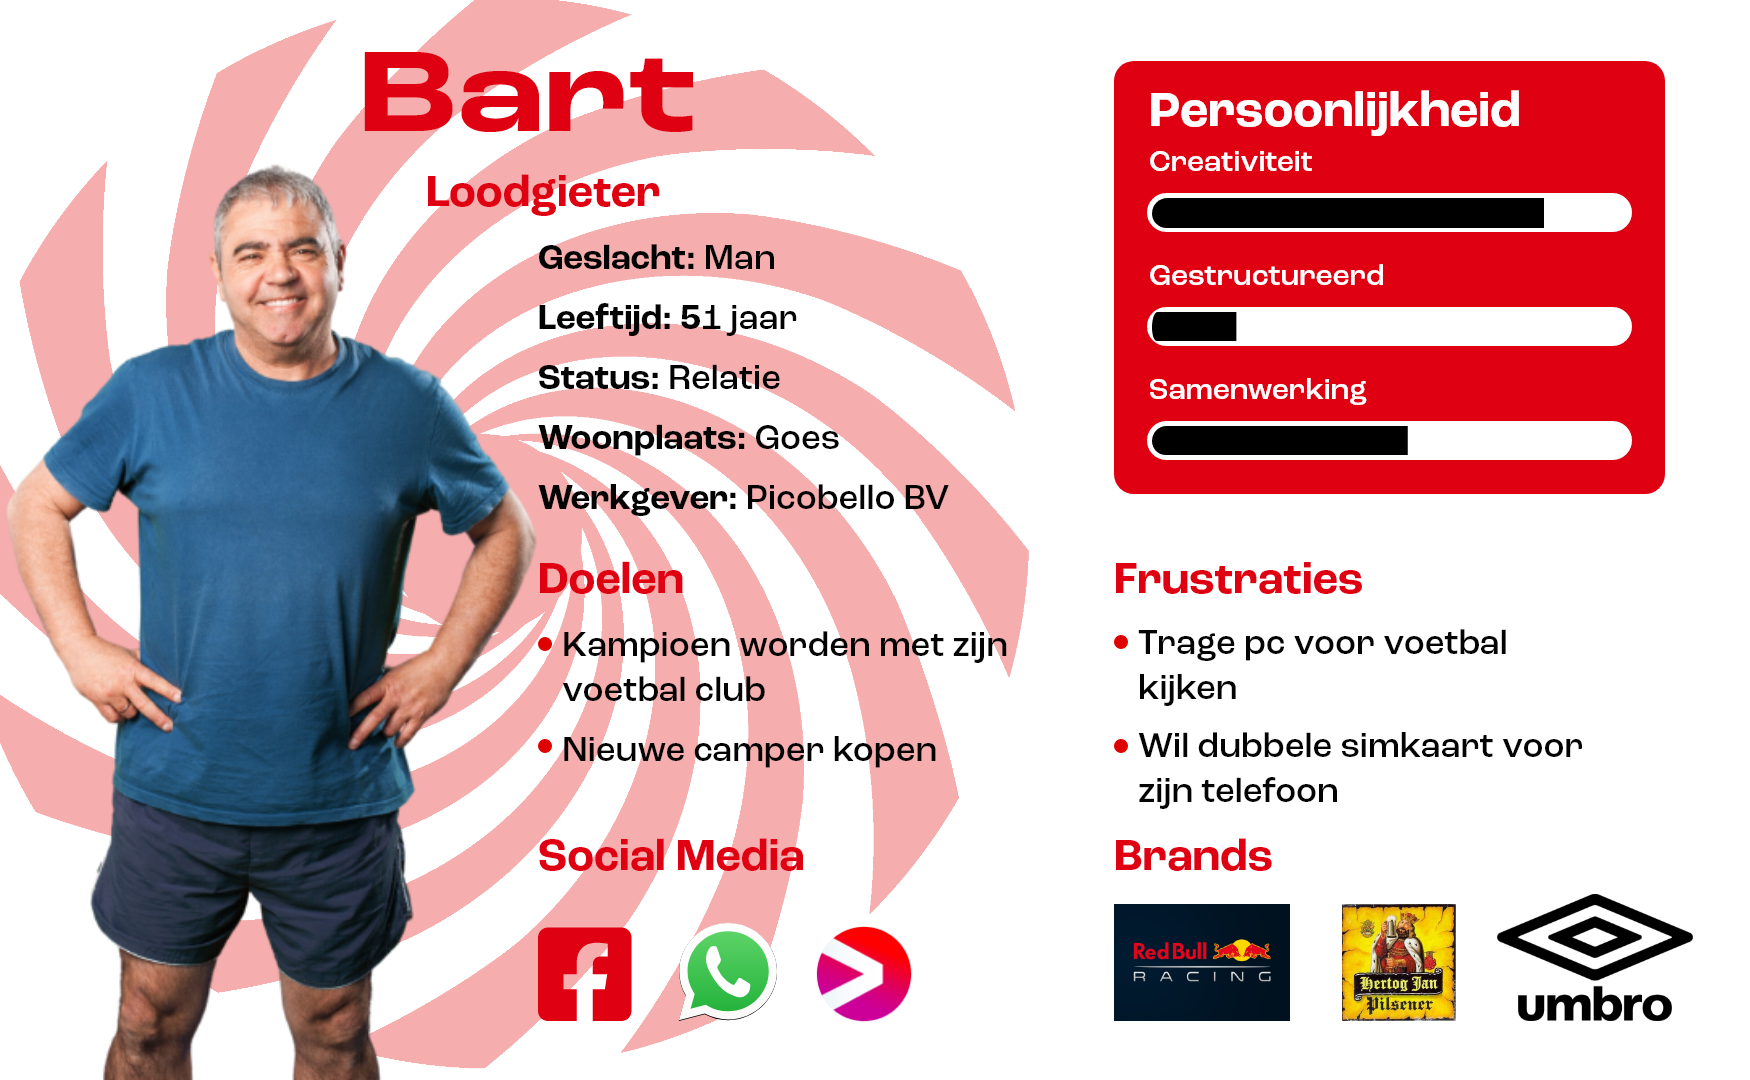 Bart
Loodgieter
Geslacht: Man
Leeftijd: 51 jaar
Status: Relatie
Woonplaats: Goes
Werkgever: Picobello BV
Doelen
Kampioen worden met zijn
voetbal club
Nieuwe camper kopen
Social Media
Persoonlijkheid
Creativiteit
Gestructureerd
Samenwerking
Frustraties
Trage pc voor voetbal
kijken
Wil dubbele simkaart voor
zijn telefoon
Brands
Red Bull
RACING
Hertog Jan
Pilsener
umbro